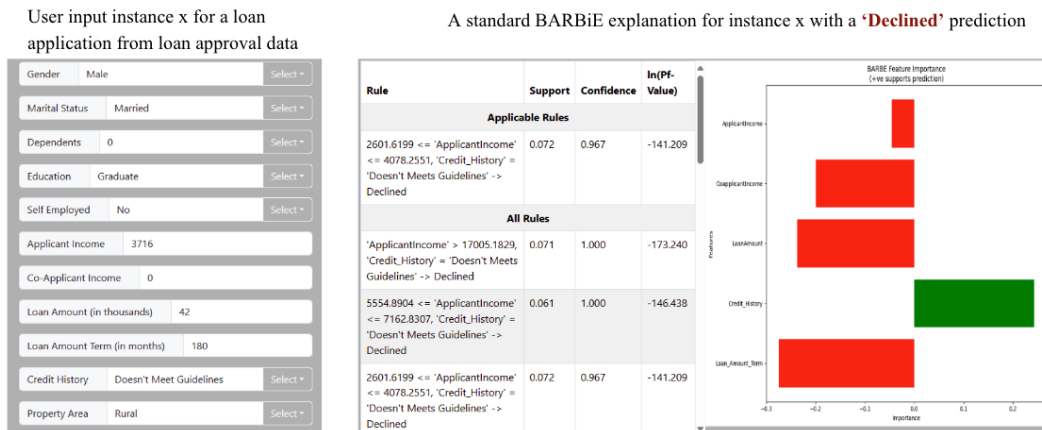 User input instance x for a loan
application from loan approval data
A standard BARBiE explanation for instance x with a ‘Declined’ prediction
Gender Male Select
Marital Status Married Select
Dependents 0 Select
Education Graduate Select
Self Employed No Select
Applicant Income 3716
Co-Applicant Income 0
Loan Amount (in thousands) 42
Loan Amount Term (in months) 180
Credit History Doesn't Meet Guidelines Select
Property Area Rural Select
Rule Support Confidence ln(Pf-
Value)
Applicable Rules
2601.6199 <= 'ApplicantIncome' 0.072 0.967 -141.209
<= 4078.2551, 'Credit_History' =
'Doesn't Meets Guidelines' ->
Declined
All Rules
'ApplicantIncome' > 17005.1829, 0.071 1.000 -173.240
'Credit_History' = 'Doesn't Meets
Guidelines' -> Declined
5554.8904 <= 'ApplicantIncome' 0.061 1.000 -146.438
<= 7162.8307, 'Credit_History' =
'Doesn't Meets Guidelines' ->
Declined
2601.6199 <= 'ApplicantIncome' 0.072 0.967 -141.209
<= 4078.2551, 'Credit_History' =
'Doesn't Meets Guidelines' ->
Declined
BARBE Feature Importance
(+ve supports prediction)
ApplicantIncome
CoapplicantIncome
LoanAmount
Credit_History
Loan_Amount_Term
Features
-0.3 -0.2 -0.1 0.0 0.1 0.2
Importance